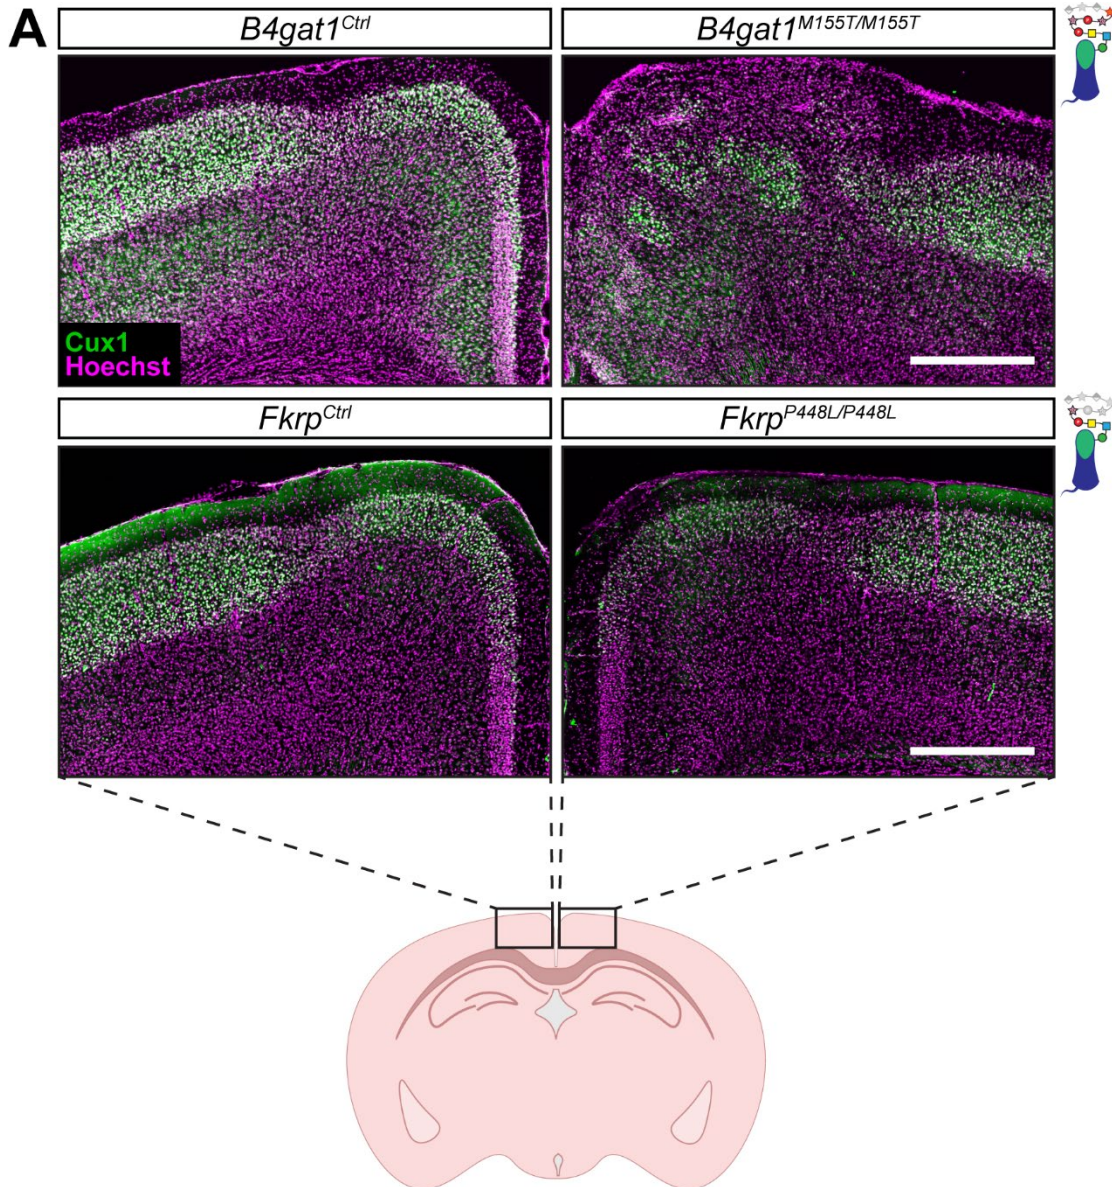 A
B4gat1Ctrl
B4gat1M155T/M155T
Cux1
Hoechst
FkrpCtrl
FkrpP448L/P448L